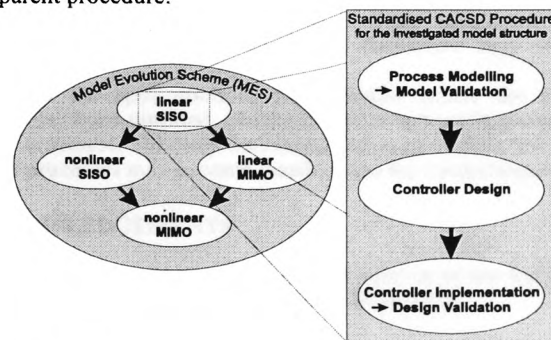 parent procedure.
Standardised CACSD Procedure
for the investigated model structure
Model Evolution Scheme (MES)
linear
SISO
nonlinear
SISO
linear
MIMO
nonlinear
MIMO
Process Modelling
→ Model Validation
Controller Design
Controller Implementation
→ Design Validation